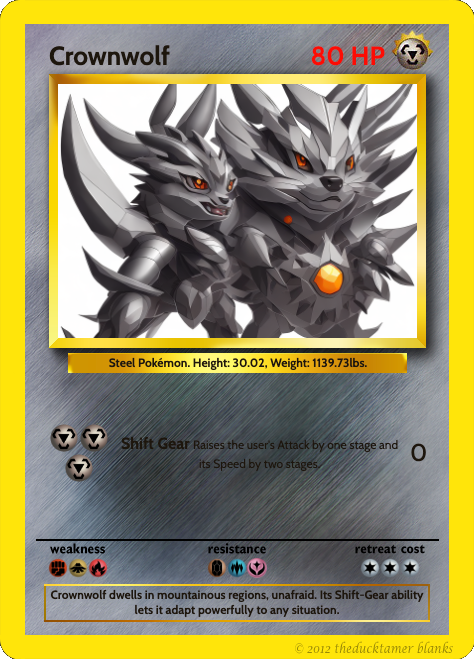 Crownwolf 80 HP
Steel Pokémon. Height: 30.02, Weight: 1139.73lbs.
Shift Gear Raises the user's Attack by one stage and
its Speed by two stages. 0
weakness resistance retreat cost
Crownwolf dwells in mountainous regions, unafraid. Its Shift-Gear ability
lets it adapt powerfully to any situation.
© 2012 theducktamer blanks